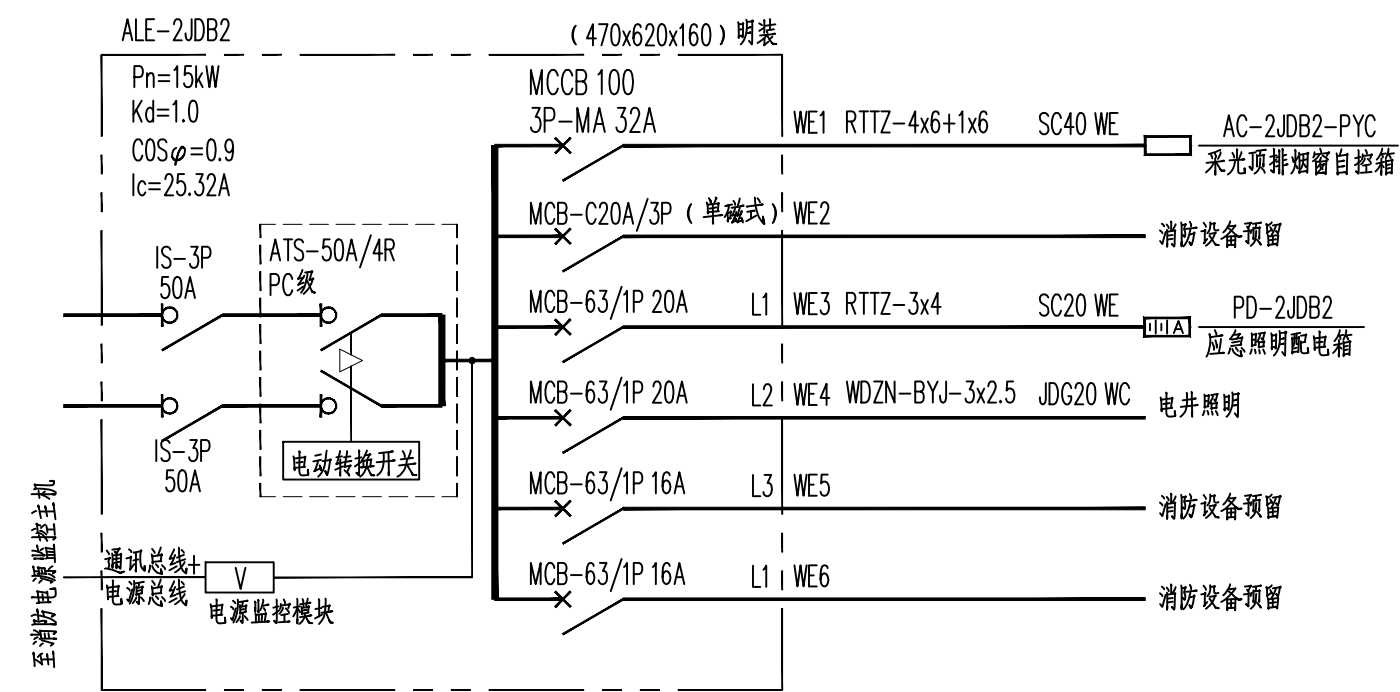 ALE-2JDB2
(470x620x160)明装
Pn=15kW
Kd=1.0
COSφ=0.9
Ic=25.32A
IS-3P
50A
ATS-50A/4R
PC级
电动转换开关
IS-3P
50A
至消防电源监控主机
通讯总线+
电源总线
V
电源监控模块
MCCB 100
3P-MA 32A
WE1 RTTZ-4x6+1x6 SC40 WE
AC-2JDB2-PYC
采光顶排烟窗自控箱
MCB-C20A/3P(单磁式) WE2
消防设备预留
MCB-63/1P 20A L1 WE3 RTTZ-3x4 SC20 WE
A
PD-2JDB2
应急照明配电箱
MCB-63/1P 20A L2 WE4 WDZN-BYJ-3x2.5 JDG20 WC
电井照明
MCB-63/1P 16A L3 WE5
消防设备预留
MCB-63/1P 16A L1 WE6
消防设备预留